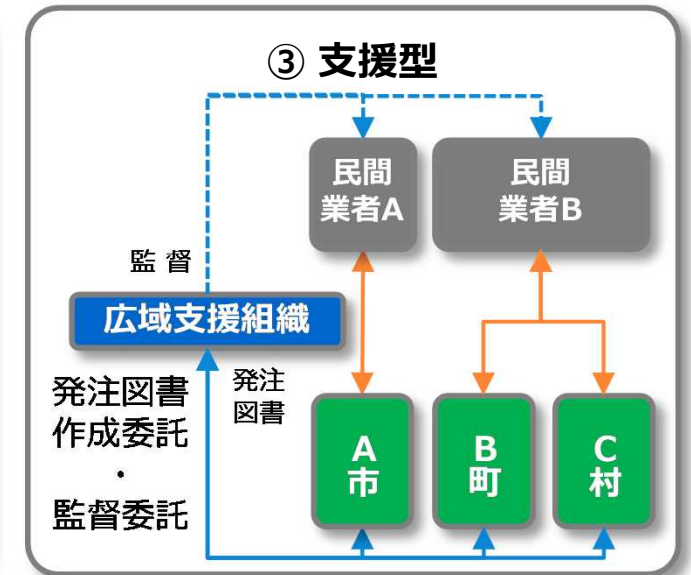 ③ 支援型
民間
業者A
民間
業者B
監 督
広域支援組織
発注図書
作成委託
・
監督委託
発注
図書
A
市
B
町
C
村